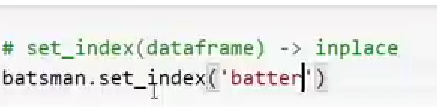 # set_index(dataframe) -> inplace
batsman.set_index('batter')